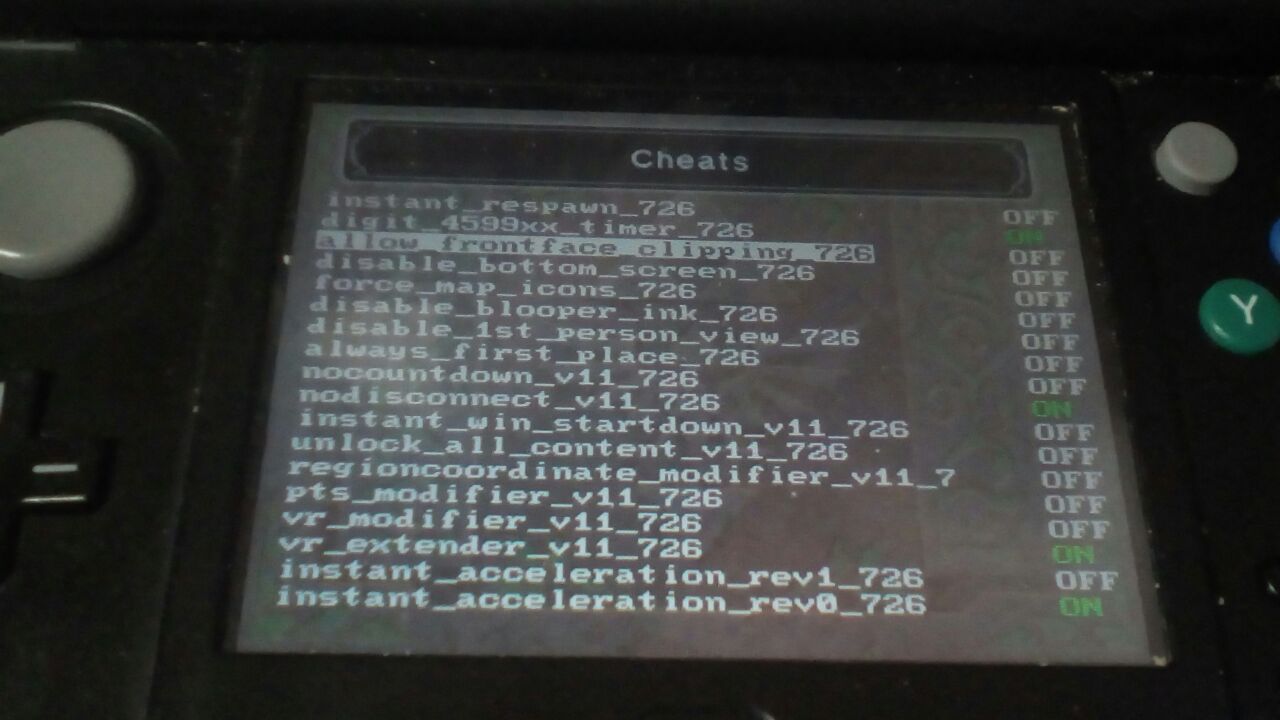 Cheats
instant_respawn_726 OFF
digit_4599xx_timer_726 ON
allow_frontface_clipping_726 OFF
disable_bottom_screen_726 OFF
force_map_icons_726 OFF
disable_blooper_ink_726 OFF
disable_1st_person_view_726 OFF
always_first_place_726 OFF
nocountdown_v11_726 OFF
nodisconnect_v11_726 ON
instant_win_startdown_v11_726 OFF
unlock_all_content_v11_726 OFF
regioncoordinate_modifier_v11_7 OFF
pts_modifier_v11_726 OFF
vr_modifier_v11_726 OFF
vr_extender_v11_726 ON
instant_acceleration_rev1_726 OFF
instant_acceleration_rev0_726 ON
Y